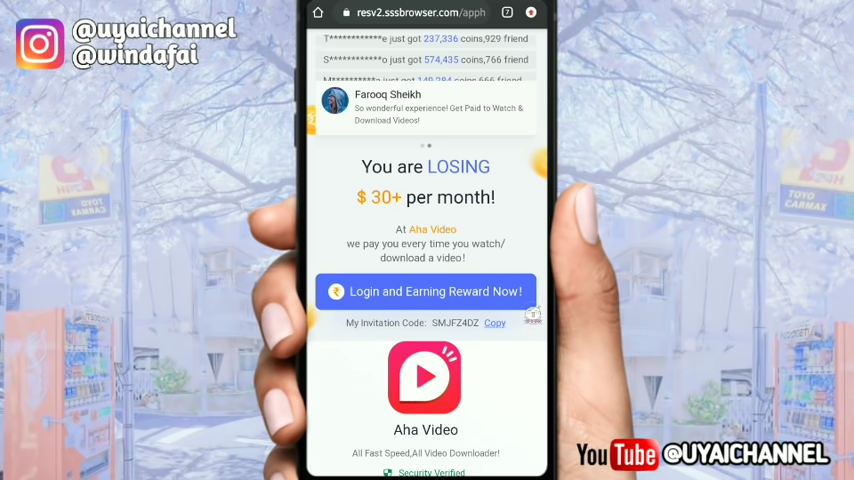 @uyaichannel
@windafai
resv2.sssbrowser.com/apph
7
T************e just got 237,336 coins,929 friend
S************o just got 574,435 coins,766 friend
Farooq Sheikh
So wonderful experience! Get Paid to Watch &
Download Videos!
You are LOSING
$ 30+ per month!
At Aha Video
we pay you every time you watch/
download a video!
₹ Login and Earning Reward Now!
My Invitation Code: SMJFZ4DZ Copy
Aha Video
All Fast Speed,All Video Downloader!
Security Verified
TOYO
CARMAX
YouTube @UYAICHANNEL